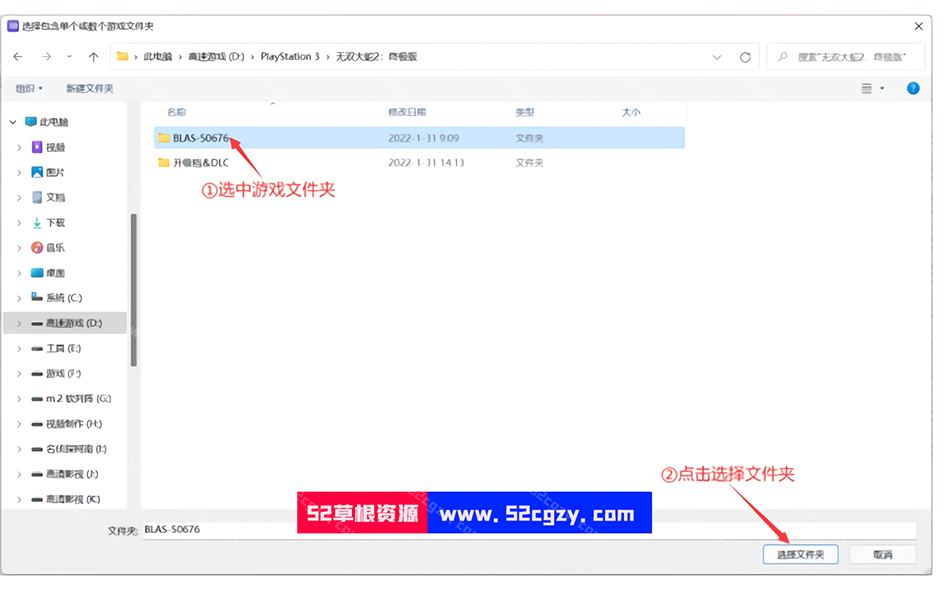 选择包含单个或数个游戏文件夹
此电脑 › 高速游戏 (D:) › PlayStation 3 › 无双大蛇2：终极版
搜索"无双大蛇2：终极版"
组织
新建文件夹
名称 修改日期 类型 大小
BLAS-50676 2022-1-31 9:09 文件夹
升级档&DLC 2022-1-31 14:13 文件夹
①选中游戏文件夹
此电脑
视频
图片
文档
下载
音乐
桌面
系统 (C:)
高速游戏 (D:)
工具 (E:)
游戏 (F:)
m.2 软列阵 (G:)
视频制作 (H:)
名侦探柯南 (I:)
高清影视 (J:)
高清影视 (K:)
②点击选择文件夹
52草根资源 www.52cgzy.com
文件夹: BLAS-50676
选择文件夹 取消